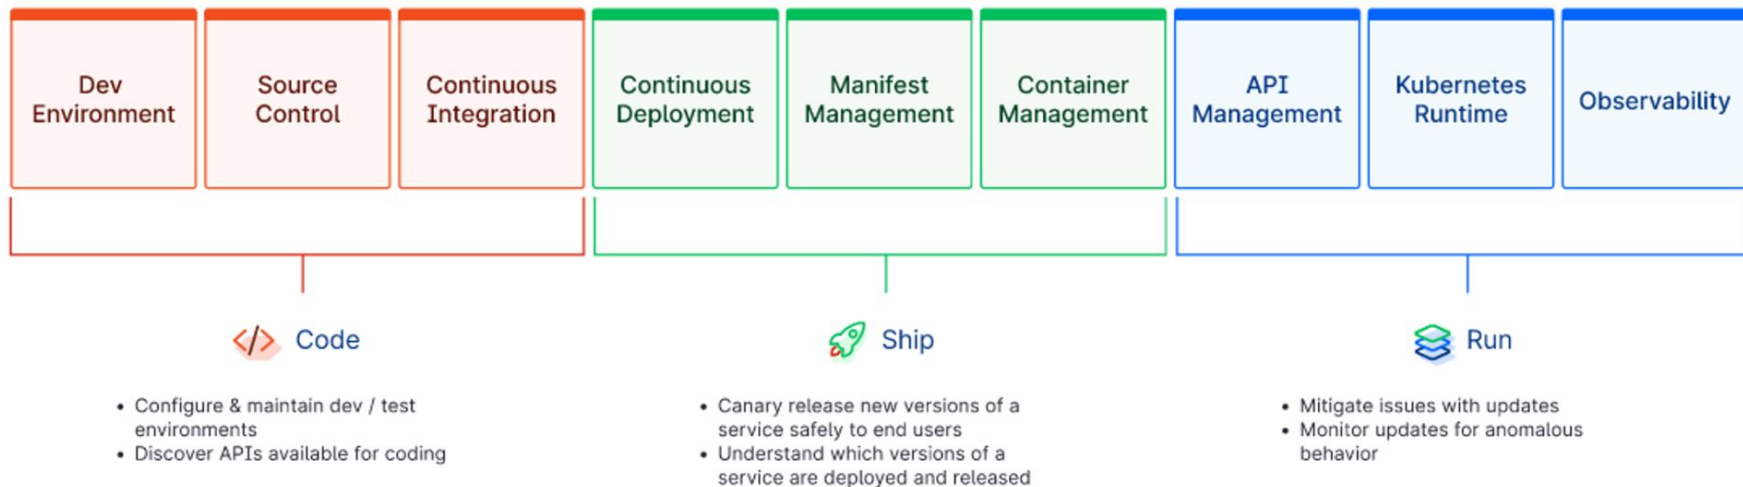 Dev
Environment
Source
Control
Continuous
Integration
Continuous
Deployment
Manifest
Management
Container
Management
API
Management
Kubernetes
Runtime
Observability
</> Code
Ship
Run
• Configure & maintain dev / test
environments
• Discover APIs available for coding
• Canary release new versions of a
service safely to end users
• Understand which versions of a
service are deployed and released
• Mitigate issues with updates
• Monitor updates for anomalous
behavior